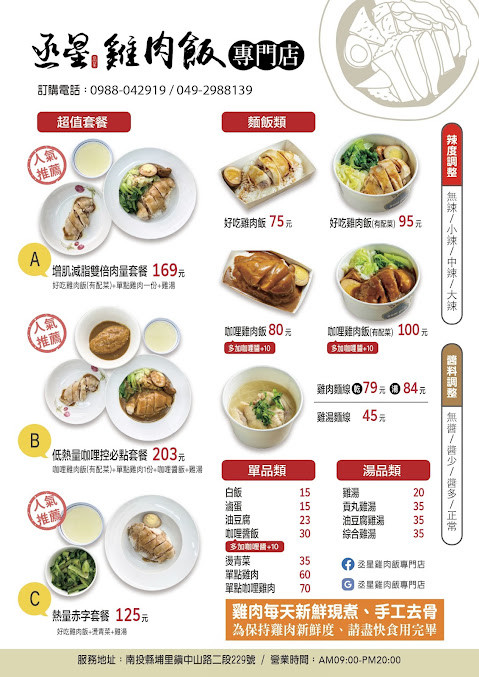 丞星雞肉飯專門店
訂購電話：0988-042919 / 049-2988139
超值套餐
人氣推薦
A
增肌減脂雙倍肉量套餐 169元
好吃雞肉飯(有配菜)+單點雞肉一份+雞湯
人氣推薦
B
低熱量咖哩控必點套餐 203元
咖哩雞肉飯(有配菜)+單點雞肉1份+咖哩醬飯+雞湯
人氣推薦
C
熱量赤字套餐 125元
好吃雞肉飯+燙青菜+雞湯
麵飯類
好吃雞肉飯 75元
好吃雞肉飯(有配菜) 95元
咖哩雞肉飯 80元
多加咖哩醬+10
咖哩雞肉飯(有配菜) 100元
多加咖哩醬+10
雞肉麵線 乾 79元 湯 84元
雞湯麵線 45元
單品類
白飯 15
滷蛋 15
油豆腐 23
咖哩醬飯 30
多加咖哩醬+10
燙青菜 35
單點雞肉 60
單點咖哩雞肉 70
湯品類
雞湯 20
貢丸雞湯 35
油豆腐雞湯 35
綜合雞湯 35
丞星雞肉飯專門店
丞星雞肉飯專門店
辣度調整
無辣/小辣/中辣/大辣
醬料調整
無醬/醬少/醬多/正常
雞肉每天新鮮現煮、手工去骨
為保持雞肉新鮮度、請盡快食用完畢
服務地址：南投縣埔里鎮中山路二段229號 / 營業時間：AM09:00-PM20:00